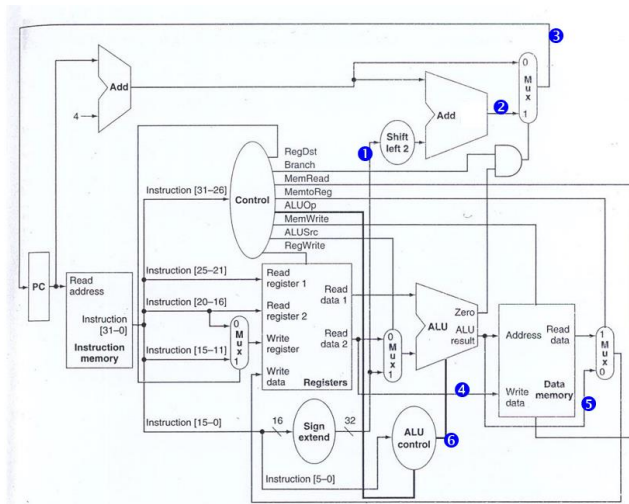 3
Add
4
0
M
u
x
1
2
Add
Shift
left 2
1
RegDst
Branch
MemRead
MemtoReg
ALUOp
MemWrite
ALUSrc
RegWrite
Control
Instruction [31–26]
PC
Read
address
Instruction
[31–0]
Instruction
memory
Instruction [25–21]
Instruction [20–16]
Instruction [15–11]
0
M
u
x
1
Read
register 1
Read
register 2
Write
register
Write
data
Read
data 1
Read
data 2
Registers
0
M
u
x
1
ALU
Zero
ALU
result
Address
Read
data
Write
data
Data
memory
1
M
u
x
0
4
5
Instruction [15–0]
16
Sign
extend
32
ALU
control
6
Instruction [5–0]